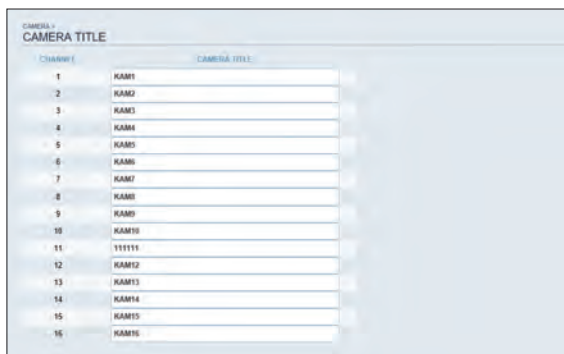 CAMERA >
CAMERA TITLE
CHANNEL CAMERA TITLE
1 KAM1
2 KAM2
3 KAM3
4 KAM4
5 KAM5
6 KAM6
7 KAM7
8 KAM8
9 KAM9
10 KAM10
11 111111
12 KAM12
13 KAM13
14 KAM14
15 KAM15
16 KAM16